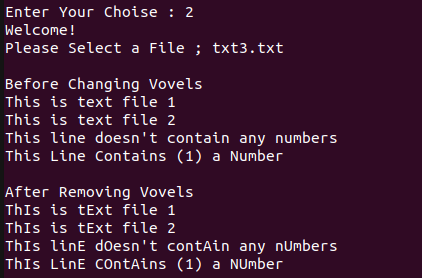 Enter Your Choise : 2
Welcome!
Please Select a File ; txt3.txt

Before Changing Vovels
This is text file 1
This is text file 2
This line doesn't contain any numbers
This Line Contains (1) a NUmber

After Removing Vovels
ThIs is tExt file 1
ThIs is tExt file 2
ThIs linE dOesn't contAin any nUmbers
ThIs LinE COntAins (1) a NUmber